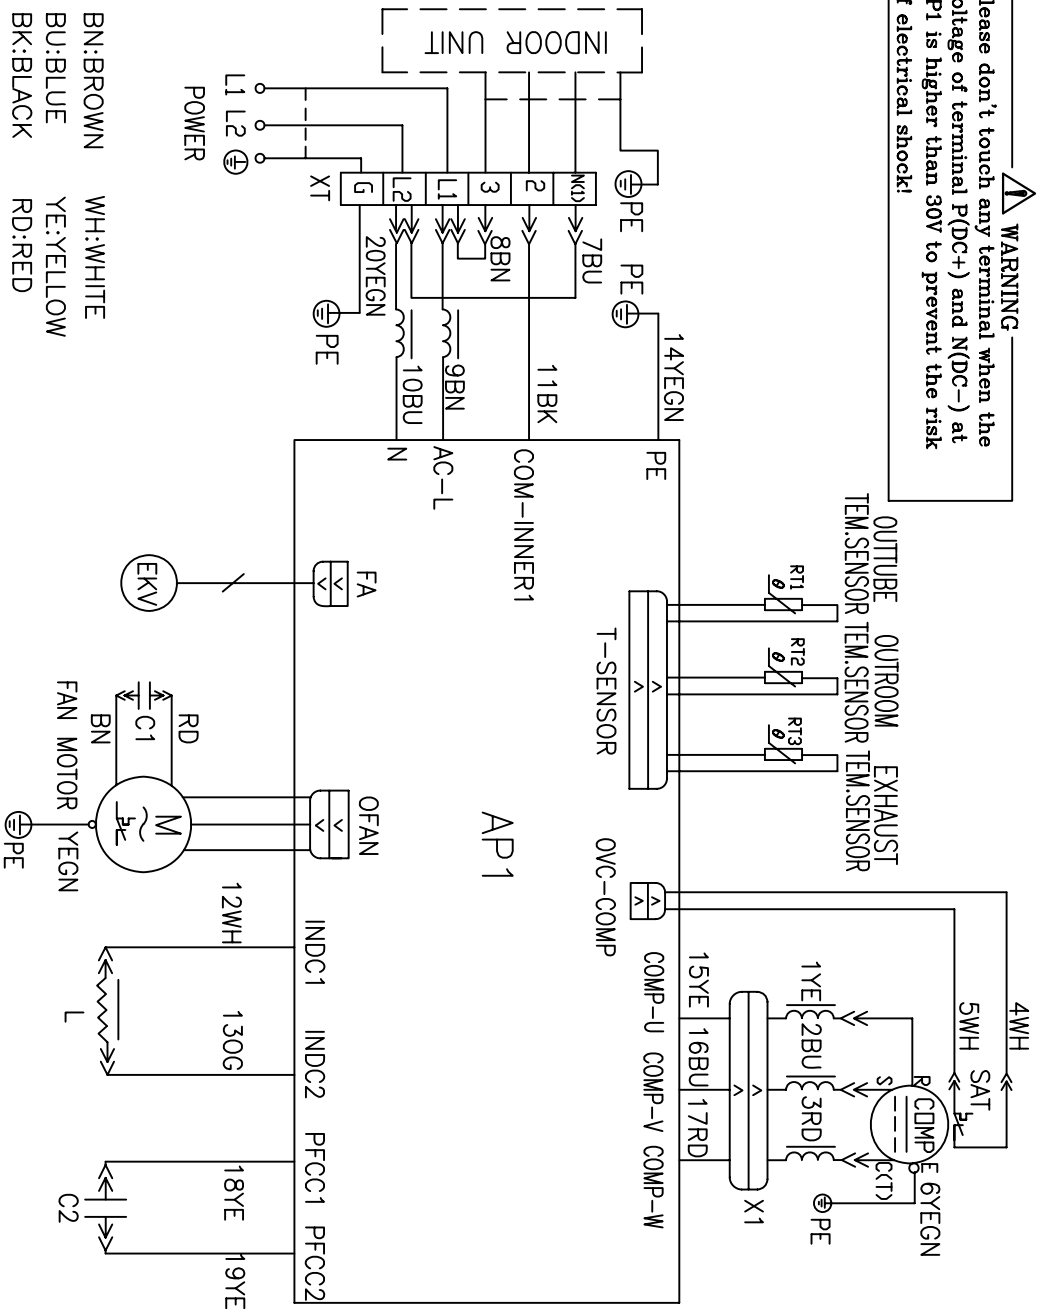 WARNING
lease don't touch any terminal when the
oltage of terminal P(DC+) and N(DC-) at
P1 is higher than 30V to prevent the risk
f electrical shock!
OUTTUBE
TEM.SENSOR
OUTROOM
TEM.SENSOR
EXHAUST
TEM.SENSOR
RT1
θ
RT2
θ
RT3
θ
T-SENSOR
4WH
5WH
SAT
COMP
R
S
C(T)
E
6YEGN
PE
1YE
2BU
3RD
X1
15YE
16BU
17RD
OVC-COMP
COMP-U
COMP-V
COMP-W
INDOOR UNIT
PE
PE
14YEGN
PE
N(1)
2
3
L1
L2
G
XT
7BU
8BN
11BK
9BN
10BU
20YEGN
PE
L1
L2
POWER
COM-INNER1
AC-L
N
AP1
FA
EKV
OFAN
M
RD
C1
BN
FAN MOTOR
YEGN
PE
INDC1
INDC2
PFCC1
PFCC2
12WH
13OG
18YE
19YE
L
C2
BN:BROWN
WH:WHITE
BU:BLUE
YE:YELLOW
BK:BLACK
RD:RED